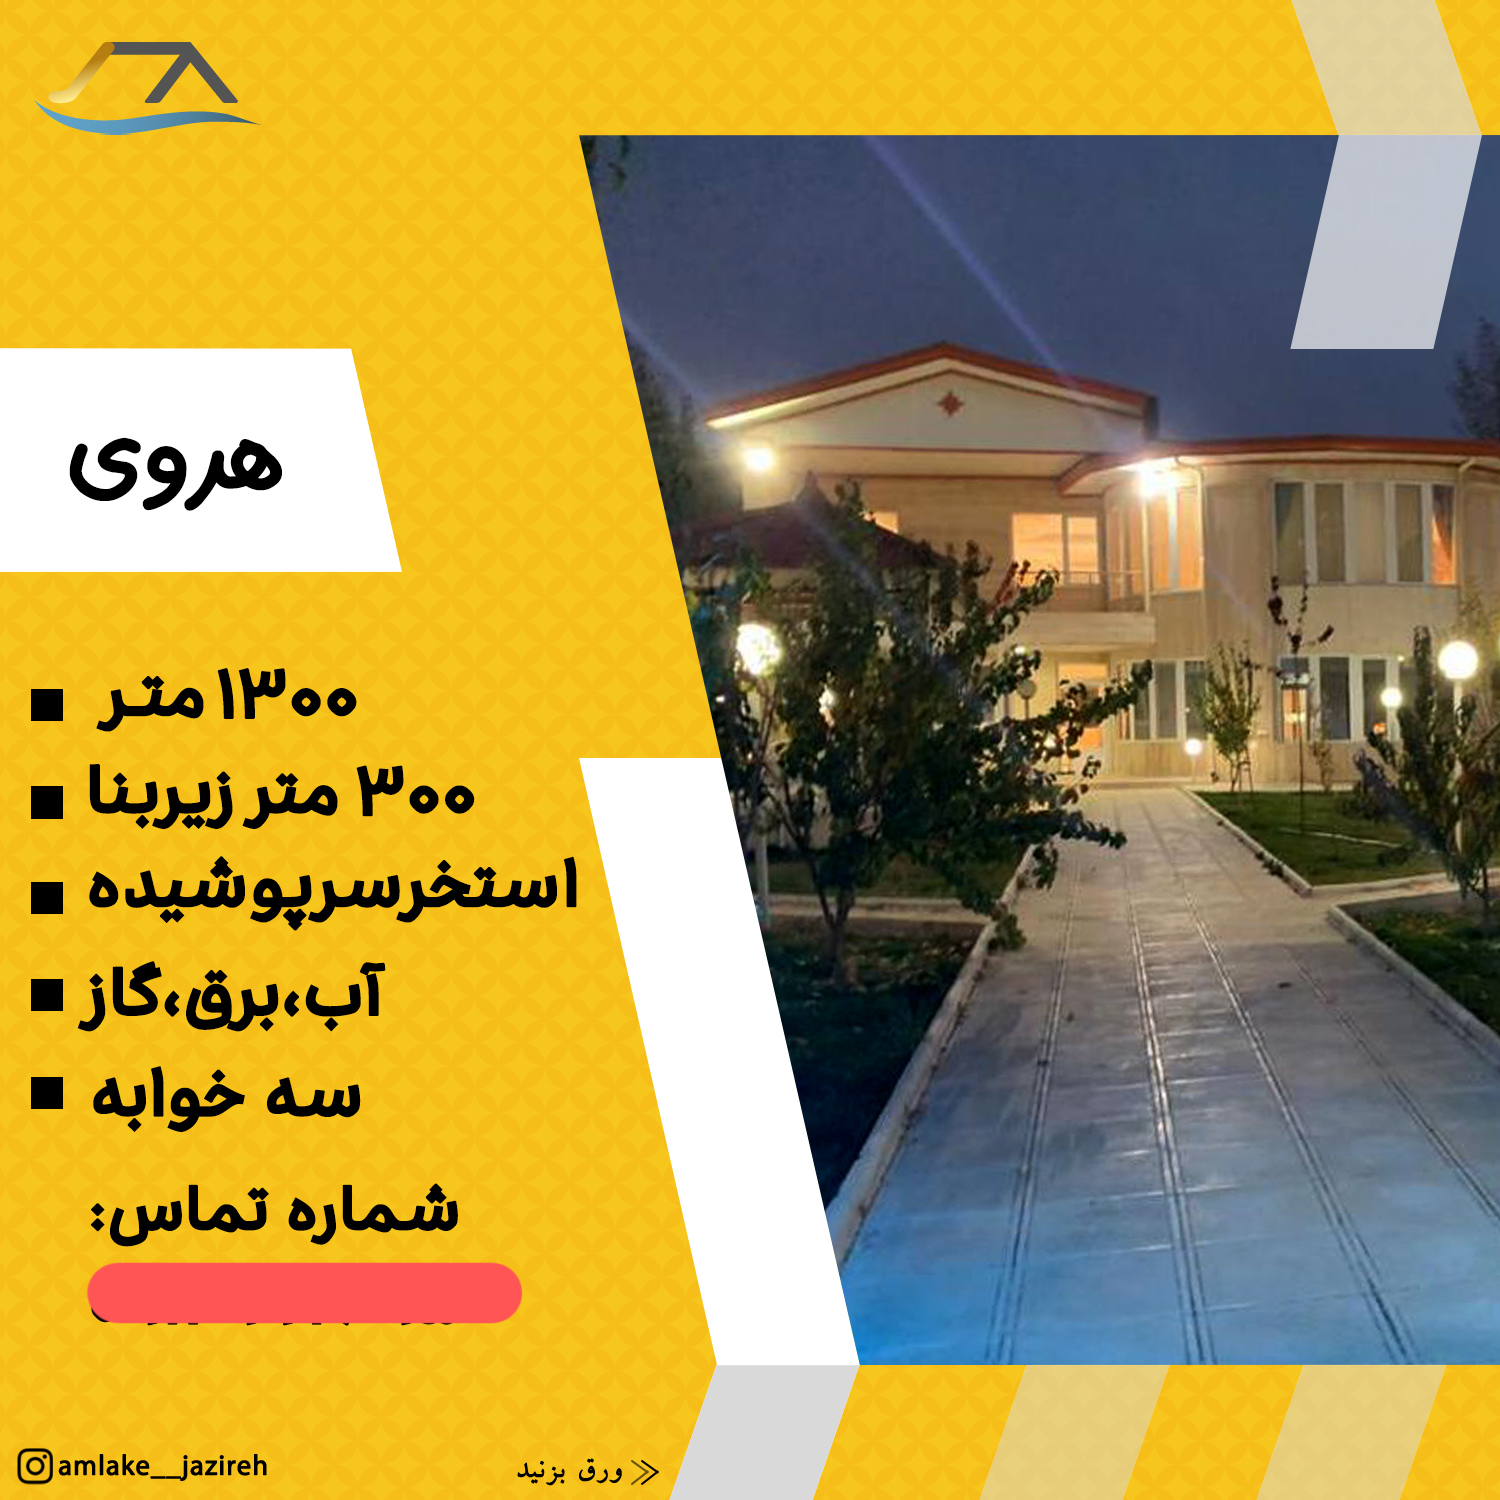 هروی
۱۳۰۰ متر
۳۰۰ متر زیربنا
استخرسرپوشیده
آب،برق،گاز
سه خوابه
شماره تماس:
amlake__jazireh
ورق بزنید